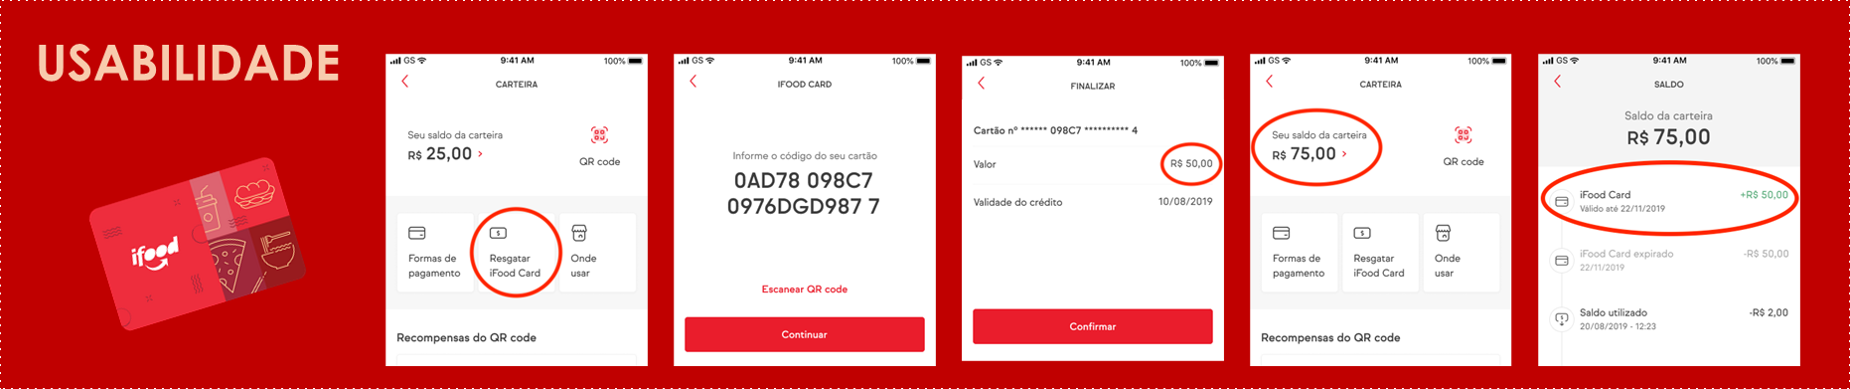 USABILIDADE
ifood
GS 9:41 AM 100%
CARTEIRA
Seu saldo da carteira
R$ 25,00 >
QR code
Formas de
pagamento
Resgatar
iFood Card
Onde
usar
Recompensas do QR code
GS 9:41 AM 100%
IFOOD CARD
Informe o código do seu cartão
0AD78 098C7
0976DGD987 7
Escanear QR code
Continuar
GS 9:41 AM 100%
FINALIZAR
Cartão nº ****** 098C7 ********** 4
Valor R$ 50,00
Validade do crédito 10/08/2019
Confirmar
GS 9:41 AM 100%
CARTEIRA
Seu saldo da carteira
R$ 75,00 >
QR code
Formas de
pagamento
Resgatar
iFood Card
Onde
usar
Recompensas do QR code
GS 9:41 AM 100%
SALDO
Saldo da carteira
R$ 75,00
iFood Card +R$ 50,00
Válido até 22/11/2019
iFood Card expirado -R$ 50,00
22/11/2019
Saldo utilizado -R$ 2,00
20/08/2019 - 12:23